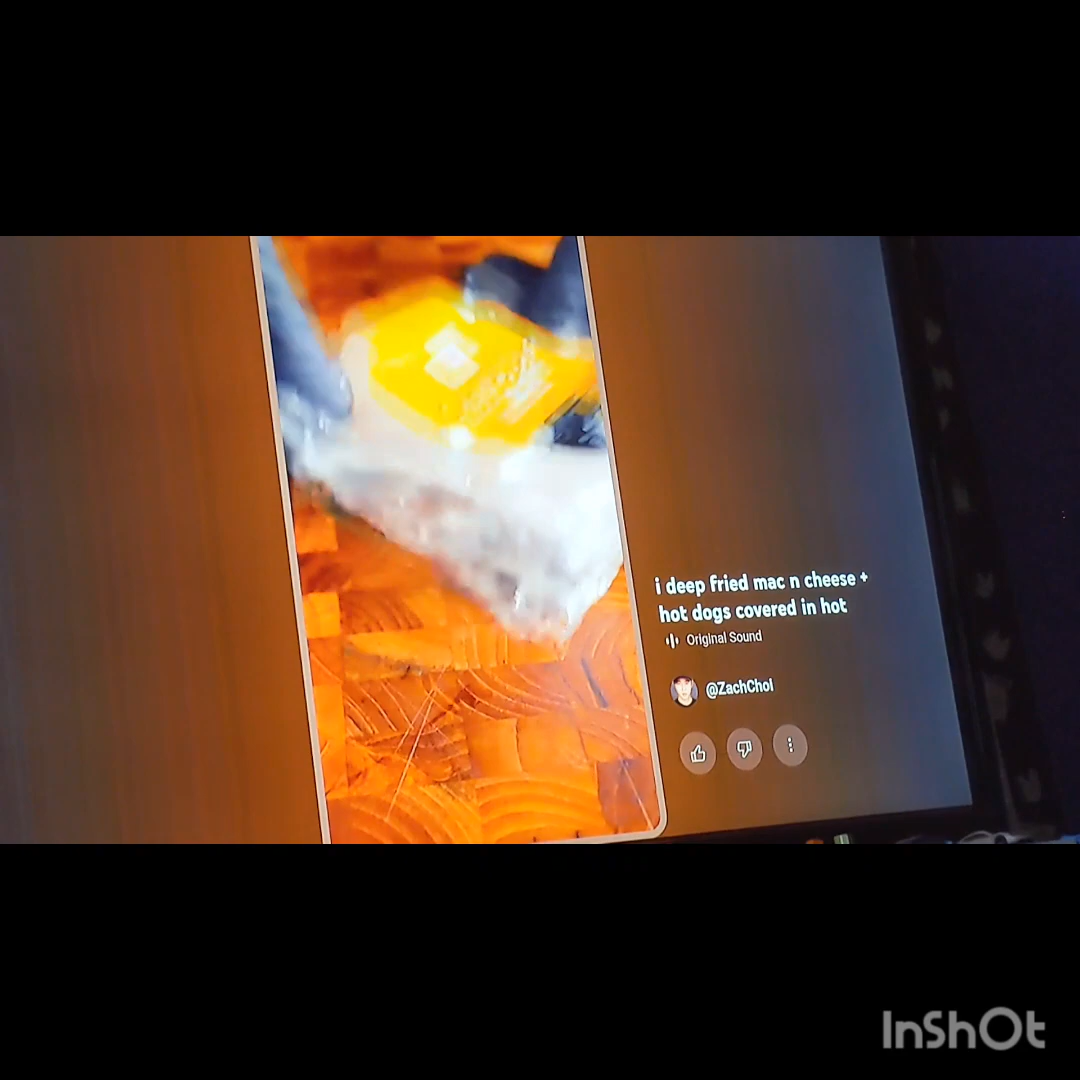 i deep fried mac n cheese +
hot dogs covered in hot
Original Sound
@ZachChoi
InShOt